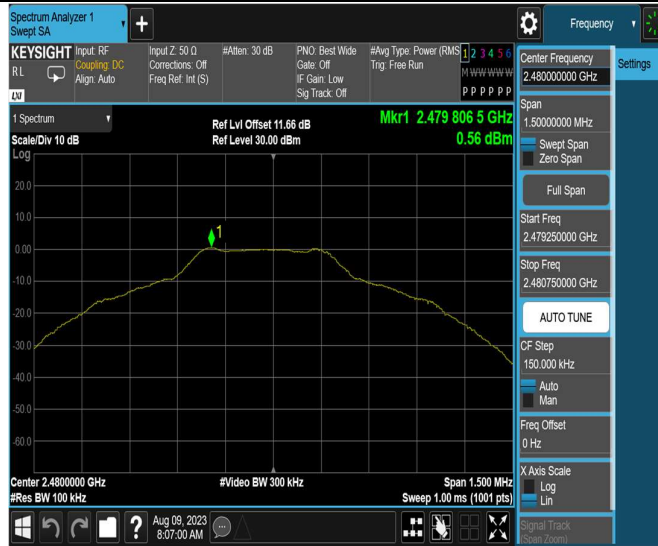 Spectrum Analyzer 1
Swept SA
+
Frequency
KEYSIGHT
R L
LXI
Input: RF
Coupling: DC
Align: Auto
Input Z: 50 Ω
Corrections: Off
Freq Ref: Int (S)
#Atten: 30 dB
PNO: Best Wide
Gate: Off
IF Gain: Low
Sig Track: Off
#Avg Type: Power (RMS
Trig: Free Run
1 2 3 4 5 6
M W W W W W
P P P P P P
Center Frequency
2.480000000 GHz
Settings
Span
1.50000000 MHz
Swept Span
Zero Span
Full Span
Start Freq
2.479250000 GHz
Stop Freq
2.480750000 GHz
AUTO TUNE
CF Step
150.000 kHz
Auto
Man
Freq Offset
0 Hz
X Axis Scale
Log
Lin
Signal Track
(Span Zoom)
1 Spectrum
Scale/Div 10 dB
Log
Ref Lvl Offset 11.66 dB
Ref Level 30.00 dBm
Mkr1 2.479 806 5 GHz
0.56 dBm
20.0
10.0
0.00
-10.0
-20.0
-30.0
-40.0
-50.0
-60.0
1
Center 2.4800000 GHz
#Res BW 100 kHz
#Video BW 300 kHz
Span 1.500 MHz
Sweep 1.00 ms (1001 pts)
?
Aug 09, 2023
8:07:00 AM